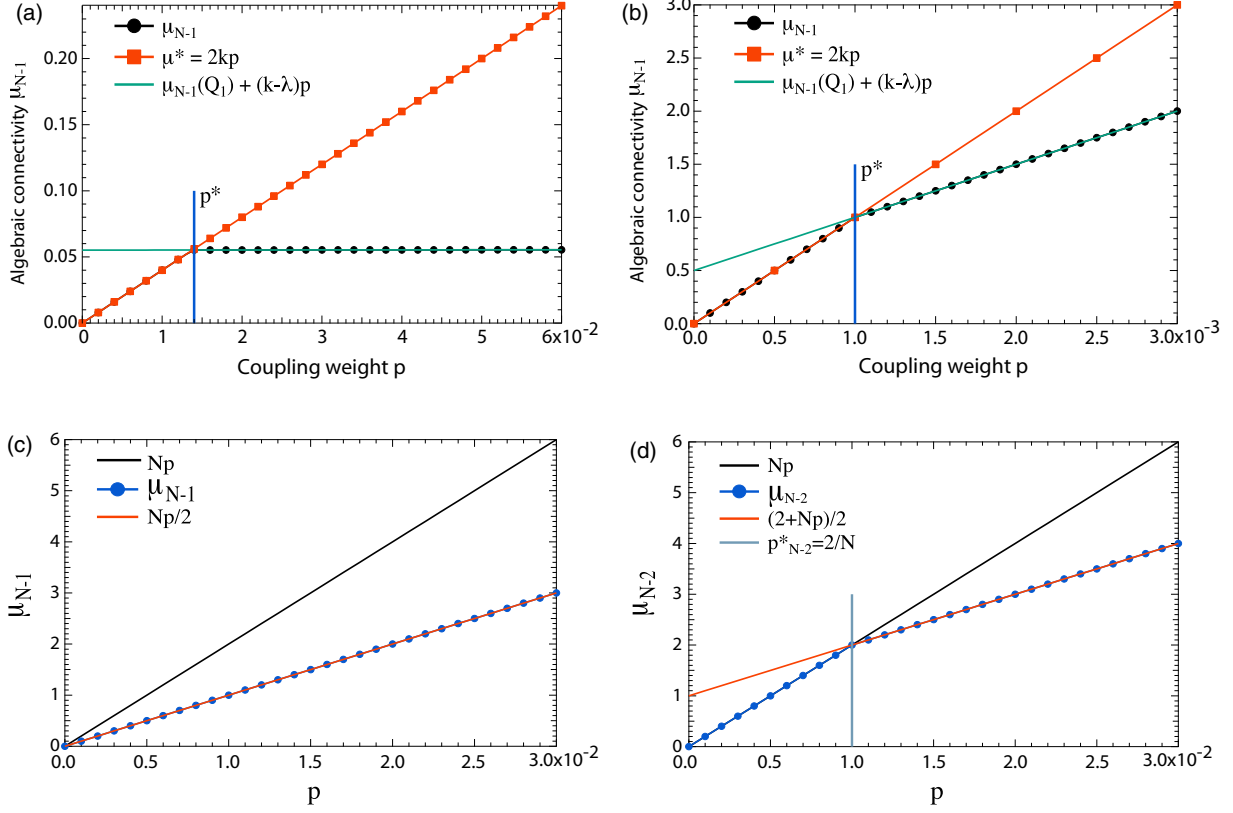 (a)
μN-1
μ* = 2kp
μN-1(Q1) + (k-λ)p
p*
Algebraic connectivity μN-1
0.20
0.15
0.10
0.05
0.00
0 1 2 3 4 5 6x10-2
Coupling weight p
(b)
μN-1
μ* = 2kp
μN-1(Q1) + (k-λ)p
p*
Algebraic connectivity μN-1
3.0
2.5
2.0
1.5
1.0
0.5
0.0
0.0 0.5 1.0 1.5 2.0 2.5 3.0x10-3
Coupling weight p
(c)
Np
μN-1
Np/2
μN-1
6
5
4
3
2
1
0
0.0 0.5 1.0 1.5 2.0 2.5 3.0x10-2
p
(d)
Np
μN-2
(2+Np)/2
p*N-2=2/N
μN-2
6
5
4
3
2
1
0
0.0 0.5 1.0 1.5 2.0 2.5 3.0x10-2
p